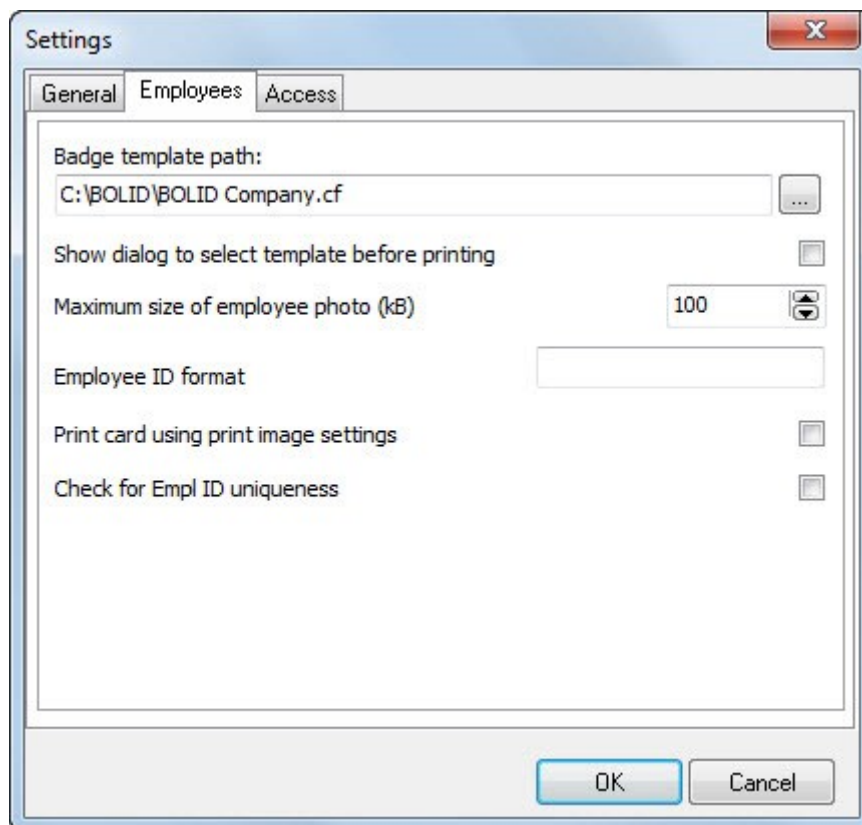 Settings
General Employees Access
Badge template path:
C:\BOLID\BOLID Company.cf ...
Show dialog to select template before printing
Maximum size of employee photo (kB) 100
Employee ID format
Print card using print image settings
Check for Empl ID uniqueness
OK Cancel